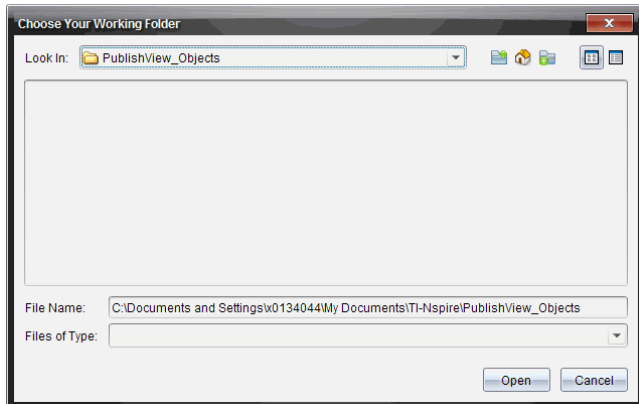 Choose Your Working Folder
Look In: PublishView_Objects
File Name: C:\Documents and Settings\x0134044\My Documents\TI-Nspire\PublishView_Objects
Files of Type:
Open Cancel